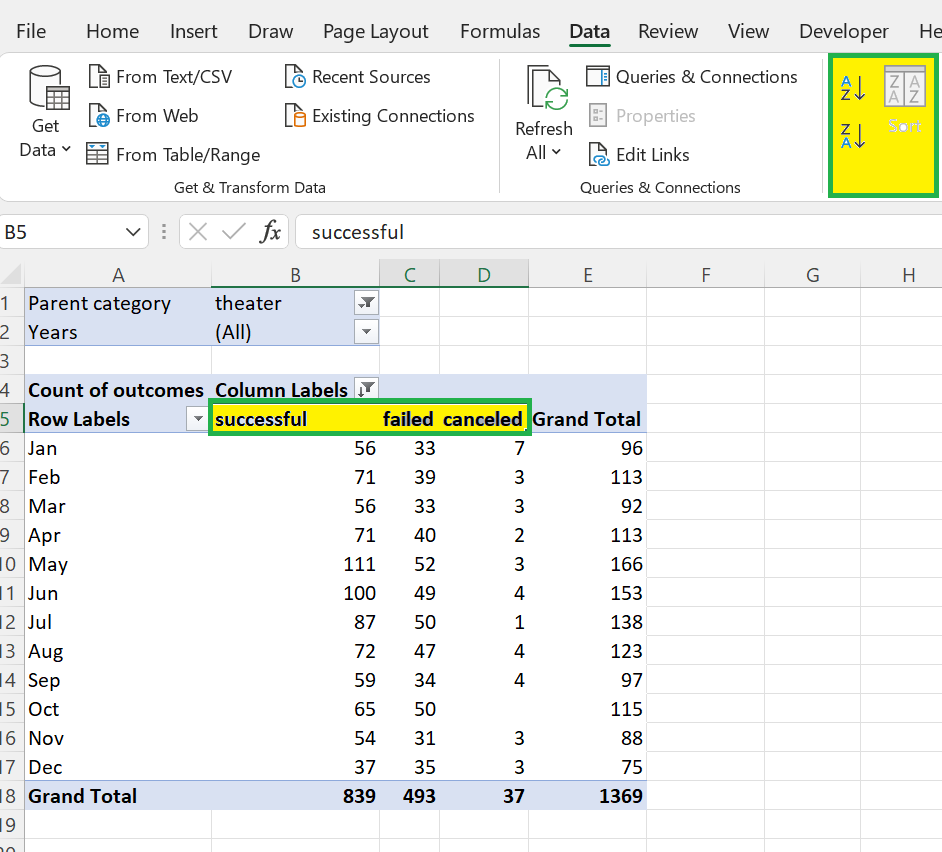 File Home Insert Draw Page Layout Formulas Data Review View Developer He
From Text/CSV Recent Sources Queries & Connections A Z Z A A Z
Get Data From Web Existing Connections Refresh All Properties Z A Sort
From Table/Range Edit Links
Get & Transform Data Queries & Connections
B5 fx successful
A B C D E F G H
1 Parent category theater
2 Years (All)
3
4 Count of outcomes Column Labels
5 Row Labels successful failed canceled Grand Total
6 Jan 56 33 7 96
7 Feb 71 39 3 113
8 Mar 56 33 3 92
9 Apr 71 40 2 113
10 May 111 52 3 166
11 Jun 100 49 4 153
12 Jul 87 50 1 138
13 Aug 72 47 4 123
14 Sep 59 34 4 97
15 Oct 65 50 115
16 Nov 54 31 3 88
17 Dec 37 35 3 75
18 Grand Total 839 493 37 1369
19